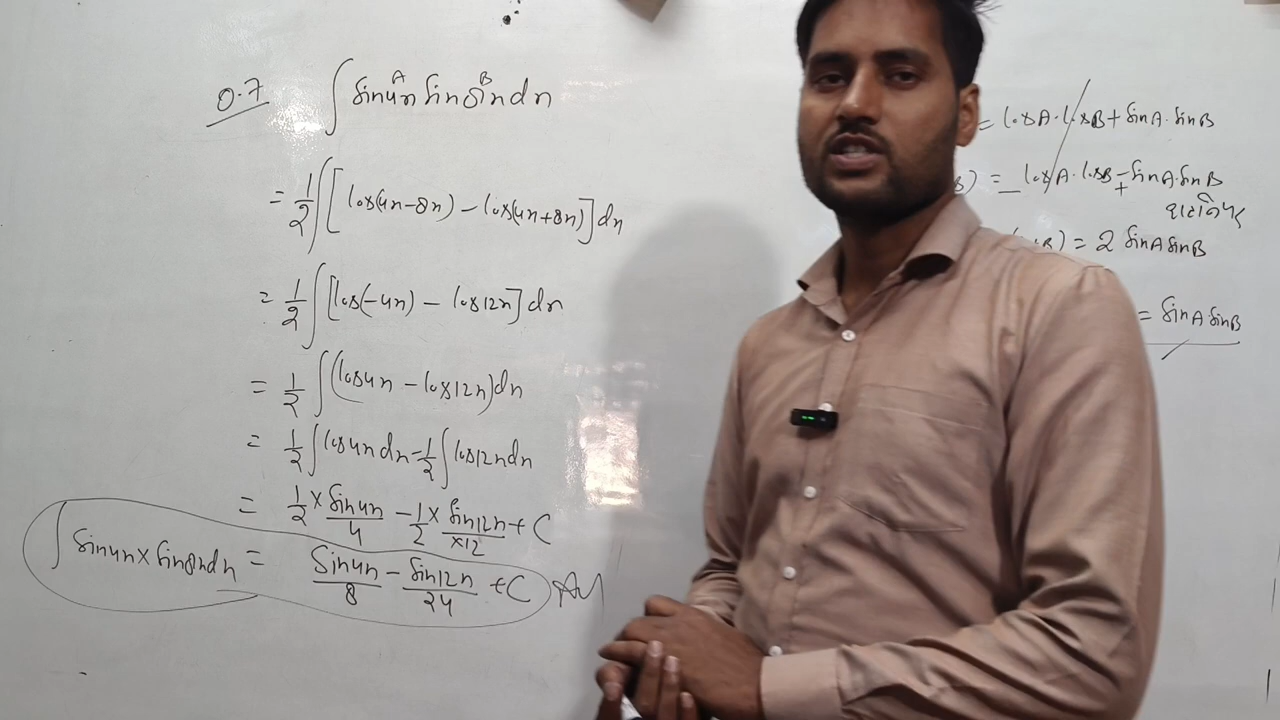 Q.7 ∫ Sin4x Sin8x dx
A B
= 1/2 ∫ [Cos(4x-8x) - Cos(4x+8x)] dx
= 1/2 ∫ [Cos(-4x) - Cos12x] dx
= 1/2 ∫ (Cos4x - Cos12x) dx
= 1/2 ∫ Cos4x dx - 1/2 ∫ Cos12x dx
= 1/2 × Sin4x/4 - 1/2 × Sin12x/×12 + C
∫ Sin4x × Sin8x dx = Sin4x/8 - Sin12x/24 + C Ans
= CosA·CosB + SinA·SinB
B) = - CosA·CosB + - SinA·SinB
B) = 2 SinA SinB
= SinA SinB